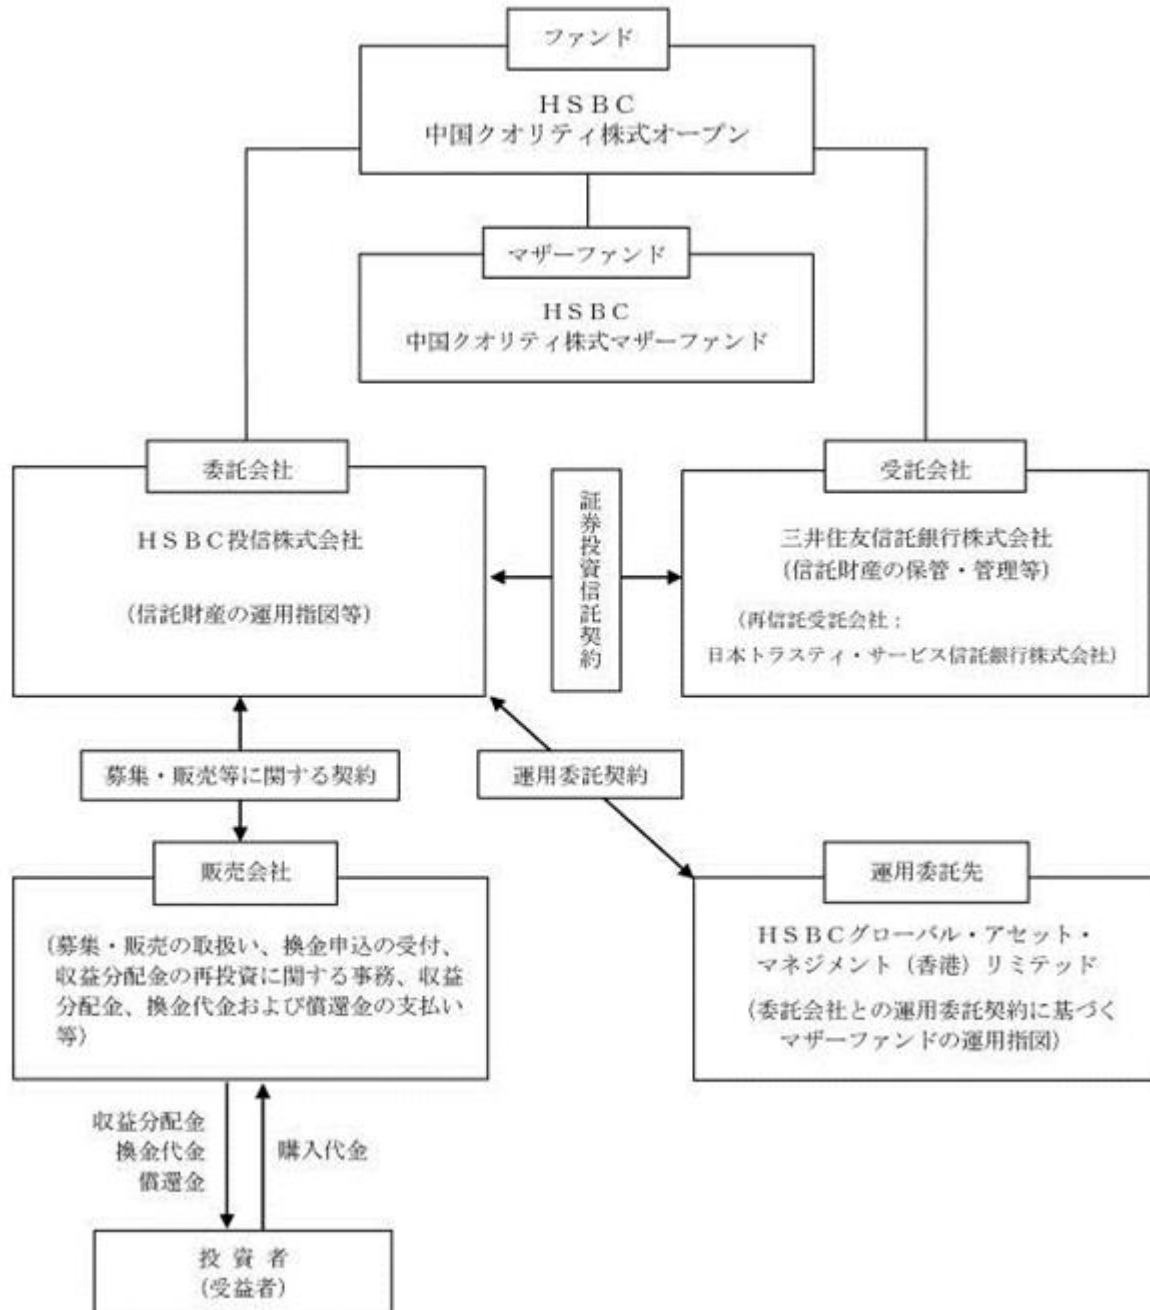 ファンド
HSBC
中国クオリティ株式オープン
マザーファンド
HSBC
中国クオリティ株式マザーファンド
委託会社
HSBC投信株式会社
(信託財産の運用指図等)
証券投資信託契約
受託会社
三井住友信託銀行株式会社
(信託財産の保管・管理等)
(再信託受託会社:
日本トラスティ・サービス信託銀行株式会社)
募集・販売等に関する契約
運用委託契約
販売会社
(募集・販売の取扱い、換金申込の受付、
収益分配金の再投資に関する事務、収益
分配金、換金代金および償還金の支払い
等)
運用委託先
HSBCグローバル・アセット・
マネジメント(香港)リミテッド
(委託会社との運用委託契約に基づく
マザーファンドの運用指図)
収益分配金
換金代金
償還金
購入代金
投資者
(受益者)